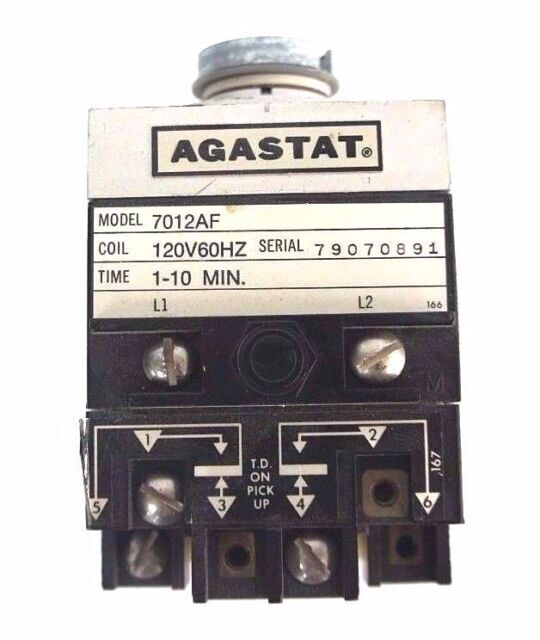 AGASTAT®
MODEL 7012AF
COIL 120V60HZ SERIAL 79070891
TIME 1-10 MIN.
L1 L2 166
M
1 2
T.D.
ON
PICK
UP
167
5 3 4 6